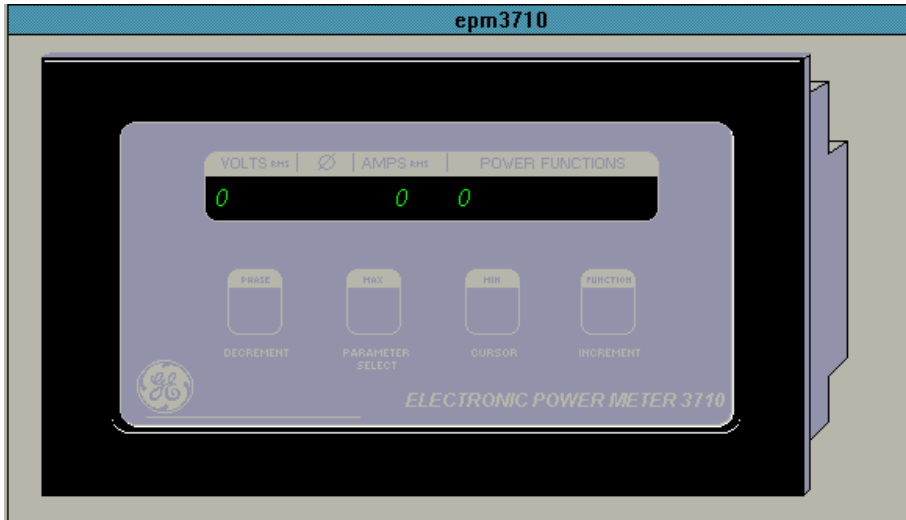 epm3710
VOLTS RMS | Ø | AMPS RMS | POWER FUNCTIONS
0 0 0
PHASE MAX MIN FUNCTION
DECREMENT PARAMETER SELECT CURSOR INCREMENT
GE
ELECTRONIC POWER METER 3710